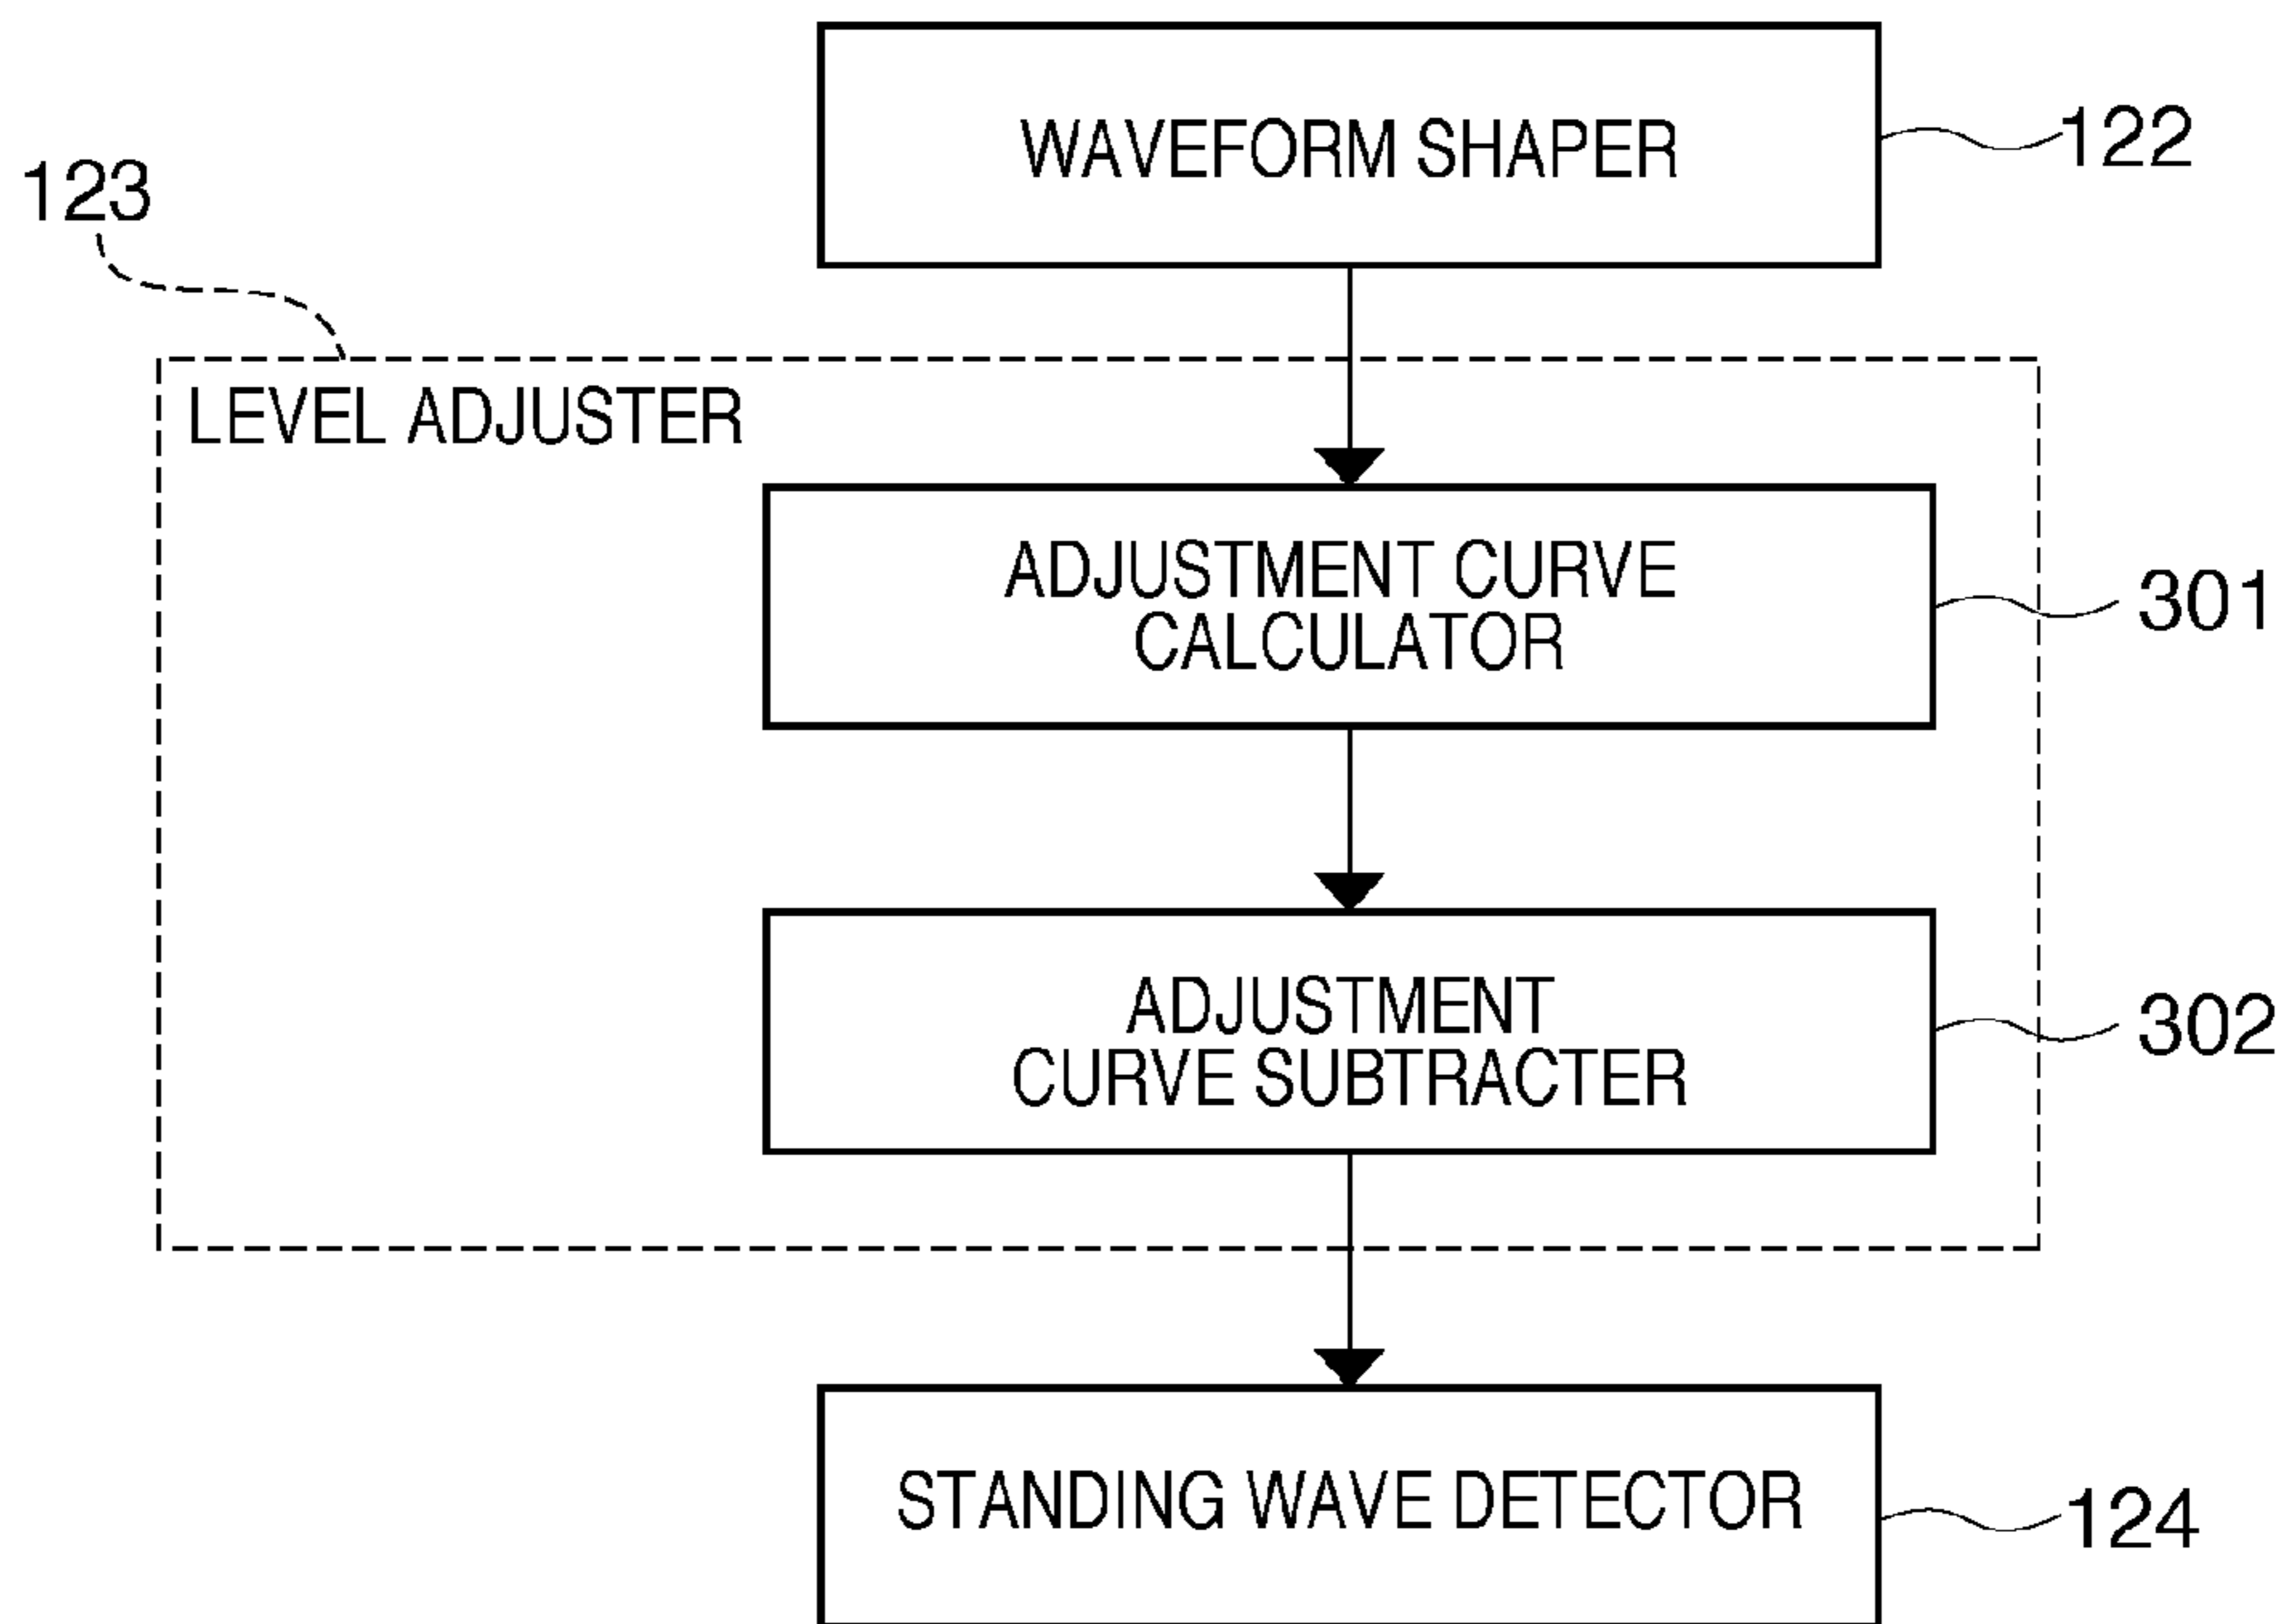 WAVEFORM SHAPER
122
123
LEVEL ADJUSTER
ADJUSTMENT CURVE
CALCULATOR
301
ADJUSTMENT
CURVE SUBTRACTER
302
STANDING WAVE DETECTOR
124